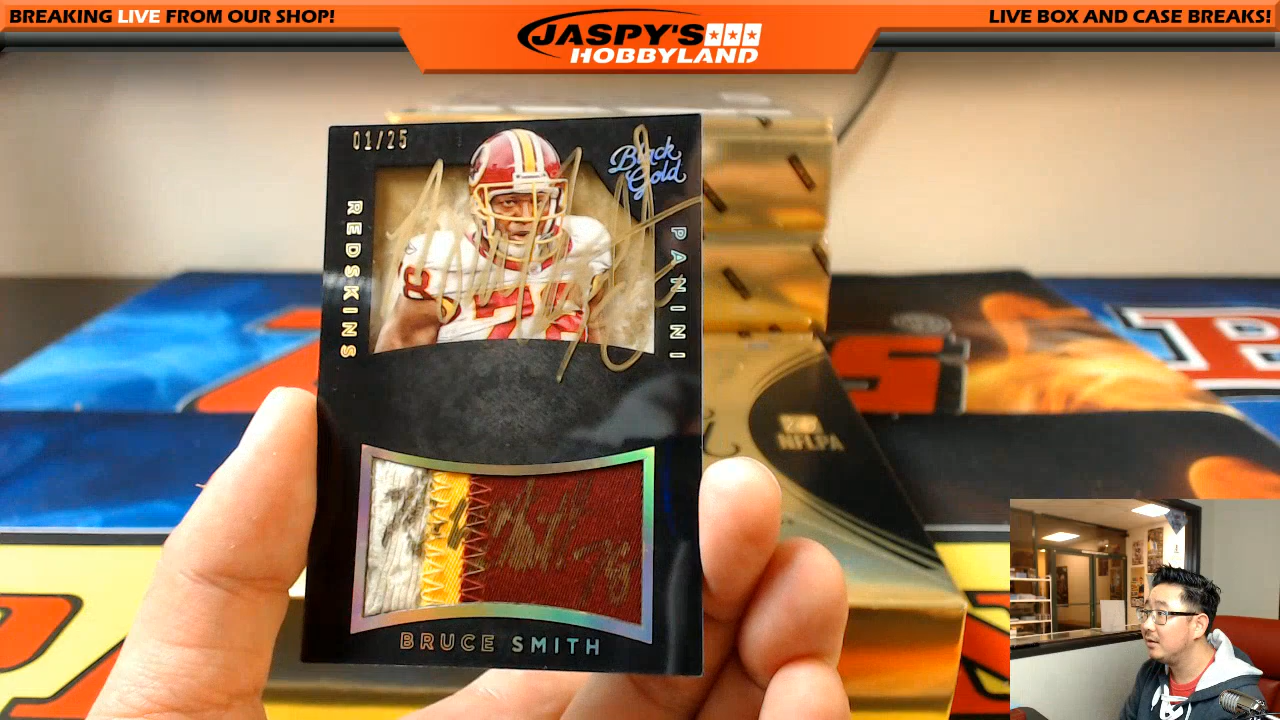 BREAKING LIVE FROM OUR SHOP!
JASPY'S
HOBBYLAND
LIVE BOX AND CASE BREAKS!
01/25
Black
Gold
REDSKINS
PANINI
78
BRUCE SMITH
NFLPA